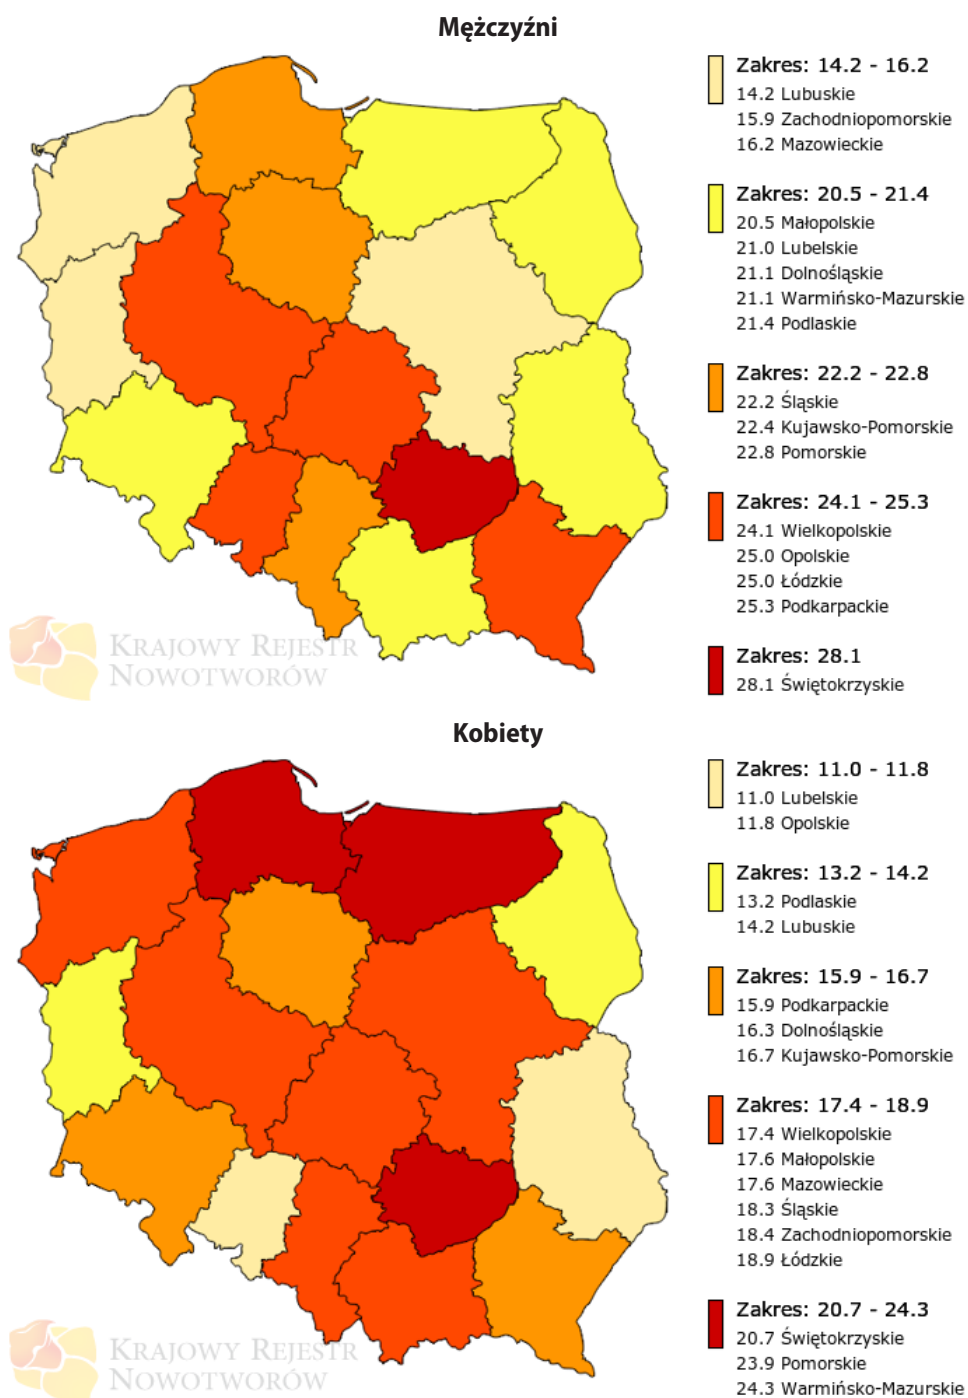 Mężczyźni
Zakres: 14.2 - 16.2
14.2 Lubuskie
15.9 Zachodniopomorskie
16.2 Mazowieckie
Zakres: 20.5 - 21.4
20.5 Małopolskie
21.0 Lubelskie
21.1 Dolnośląskie
21.1 Warmińsko-Mazurskie
21.4 Podlaskie
Zakres: 22.2 - 22.8
22.2 Śląskie
22.4 Kujawsko-Pomorskie
22.8 Pomorskie
Zakres: 24.1 - 25.3
24.1 Wielkopolskie
25.0 Opolskie
25.0 Łódzkie
25.3 Podkarpackie
Zakres: 28.1
28.1 Świętokrzyskie
KRAJOWY REJESTR
NOWOTWORÓW
Kobiety
Zakres: 11.0 - 11.8
11.0 Lubelskie
11.8 Opolskie
Zakres: 13.2 - 14.2
13.2 Podlaskie
14.2 Lubuskie
Zakres: 15.9 - 16.7
15.9 Podkarpackie
16.3 Dolnośląskie
16.7 Kujawsko-Pomorskie
Zakres: 17.4 - 18.9
17.4 Wielkopolskie
17.6 Małopolskie
17.6 Mazowieckie
18.3 Śląskie
18.4 Zachodniopomorskie
18.9 Łódzkie
Zakres: 20.7 - 24.3
20.7 Świętokrzyskie
23.9 Pomorskie
24.3 Warmińsko-Mazurskie
KRAJOWY REJESTR
NOWOTWORÓW